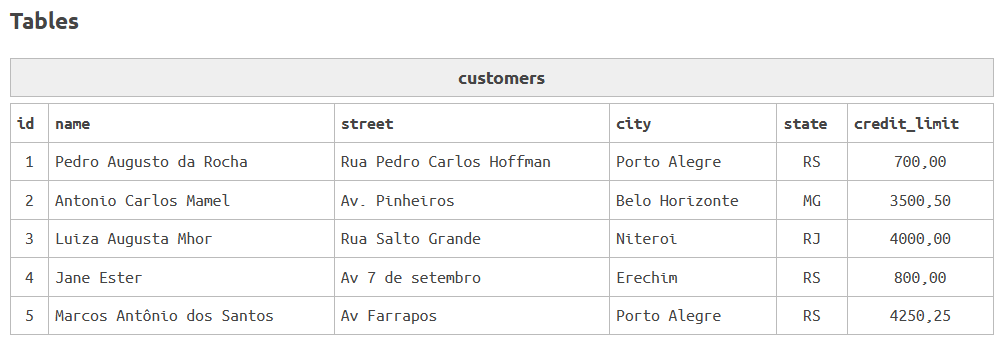 Tables
customers
id name street city state credit_limit
1 Pedro Augusto da Rocha Rua Pedro Carlos Hoffman Porto Alegre RS 700,00
2 Antonio Carlos Mamel Av. Pinheiros Belo Horizonte MG 3500,50
3 Luiza Augusta Mhor Rua Salto Grande Niteroi RJ 4000,00
4 Jane Ester Av 7 de setembro Erechim RS 800,00
5 Marcos Antônio dos Santos Av Farrapos Porto Alegre RS 4250,25